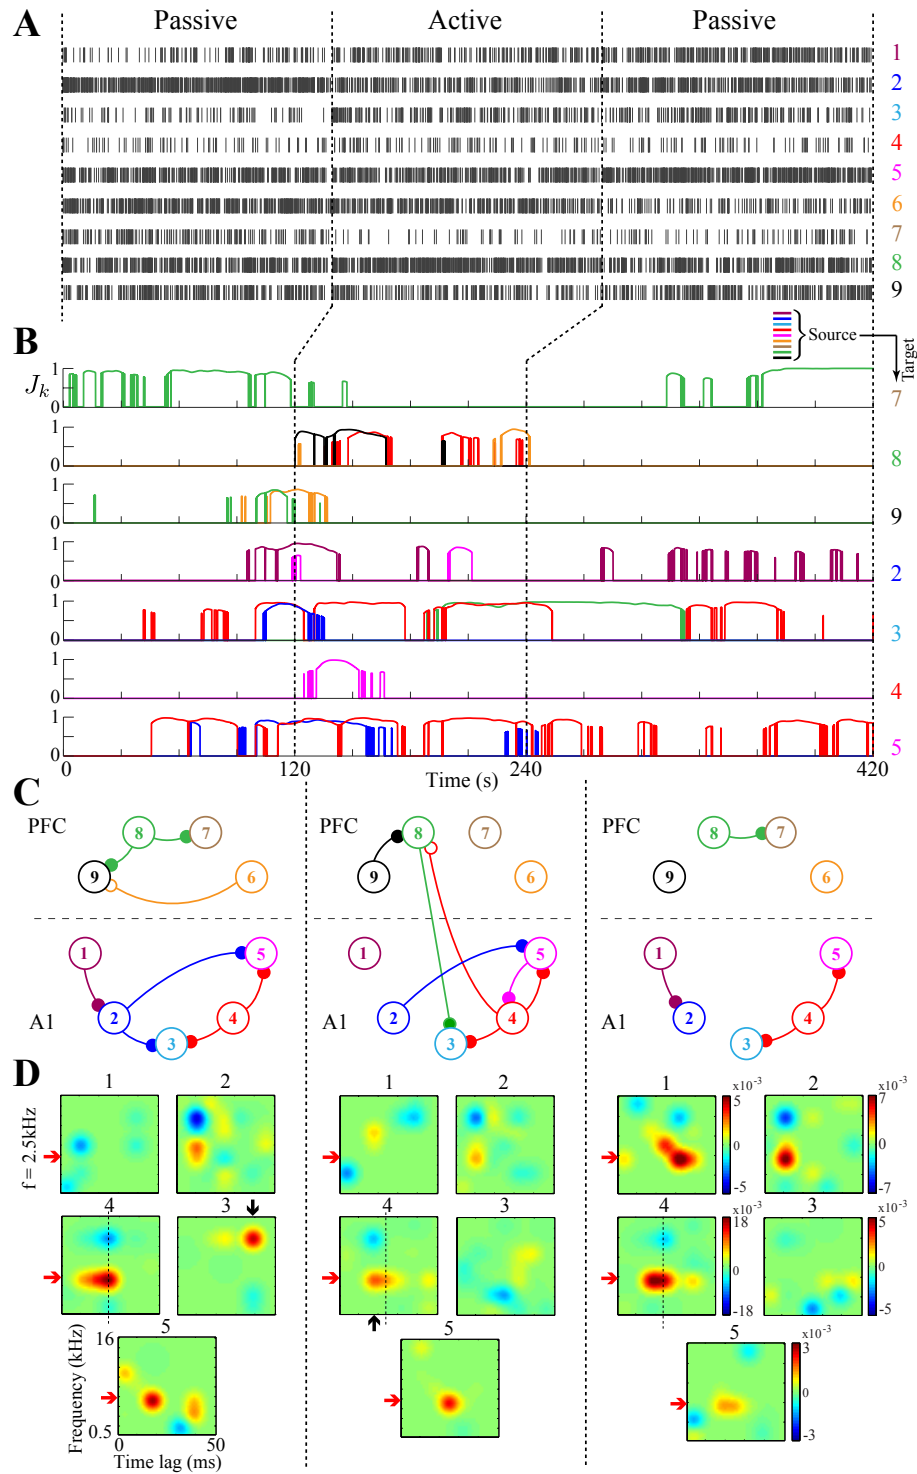 A
Passive Active Passive
1
2
3
4
5
6
7
8
9
B
Source
Target
J_k
1
0
7
1
0
8
1
0
9
1
0
2
1
0
3
1
0
4
1
0
5
0 120 240 420
Time (s)
C
PFC
8 7
9 6
1 5
2 4
A1 3
PFC
8 7
9 6
1 5
2 4
3
A1
PFC
8 7
9 6
1 5
2 4
A1 3
D
1 2
f = 2.5kHz
4 3
5
Frequency (kHz)
16
0.5
0 50
Time lag (ms)
1 2
4 3
5
1 2
x10⁻³ x10⁻³
5 7
0 0
-5 -7
4 3
x10⁻³ x10⁻³
18 5
0 0
-18 -5
5
x10⁻³
3
0
-3